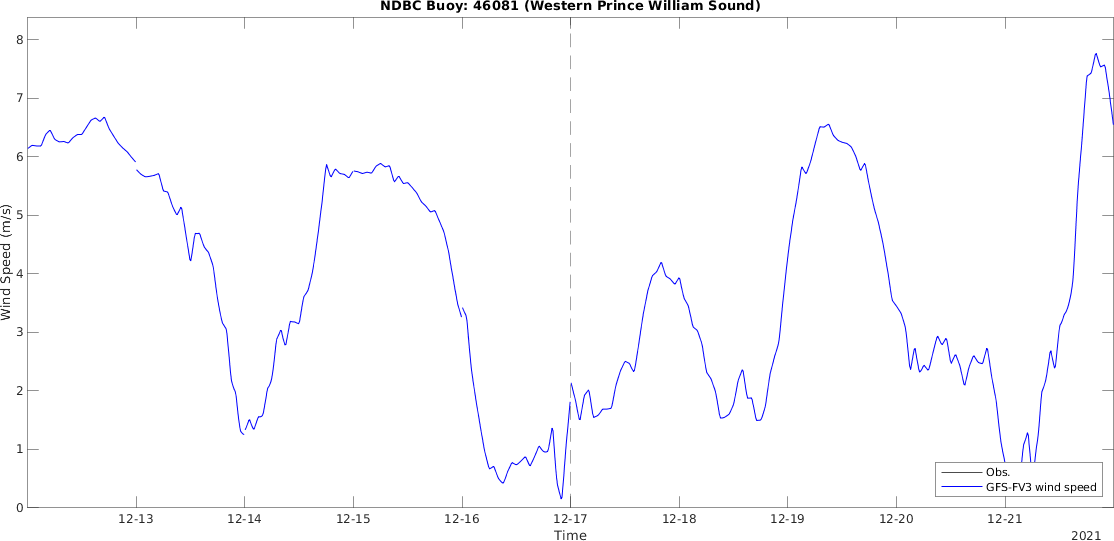 NDBC Buoy: 46081 (Western Prince William Sound)
Wind Speed (m/s)
8
7
6
5
4
3
2
1
0
Obs.
GFS-FV3 wind speed
12-13 12-14 12-15 12-16 12-17 12-18 12-19 12-20 12-21
Time
2021